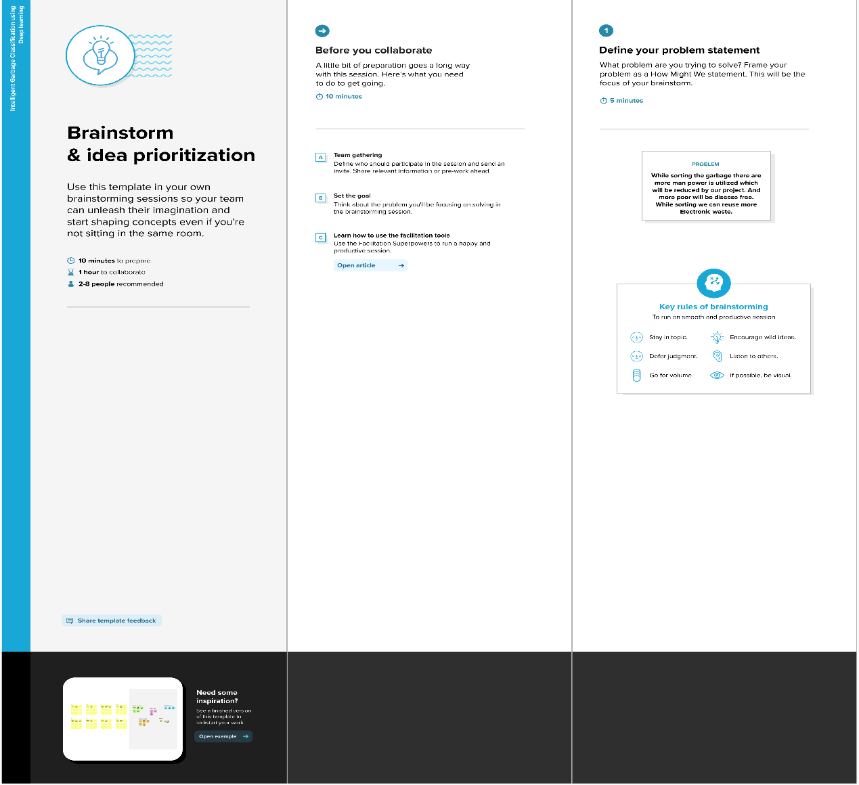 Intelligent Garbage Classification using
Deep learning
Brainstorm
& idea prioritization
Use this template in your own
brainstorming sessions so your team
can unleash their imagination and
start shaping concepts even if you're
not sitting in the same room.
10 minutes to prepare
1 hour to collaborate
2-8 people recommended
Share template feedback
Need some
inspiration?
See a finished version
of this template to
kickstart your work.
Open example
Before you collaborate
A little bit of preparation goes a long way
with this session. Here's what you need
to do to get going.
10 minutes
A
Team gathering
Define who should participate in the session and send an
invite. Share relevant information or pre-work ahead.
B
Set the goal
Think about the problem you'll be focusing on solving in
the brainstorming session.
C
Learn how to use the facilitation tools
Use the Facilitation Superpowers to run a happy and
productive session.
Open article
1
Define your problem statement
What problem are you trying to solve? Frame your
problem as a How Might We statement. This will be the
focus of your brainstorm.
5 minutes
PROBLEM
While sorting the garbage there are
more man power is utilized which
will be reduced by our project. And
more poor will be disease free.
While sorting we can reuse more
Electronic waste.
Key rules of brainstorming
To run an smooth and productive session
Stay in topic.
Encourage wild ideas.
Defer judgment.
Listen to others.
Go for volume.
If possible, be visual.